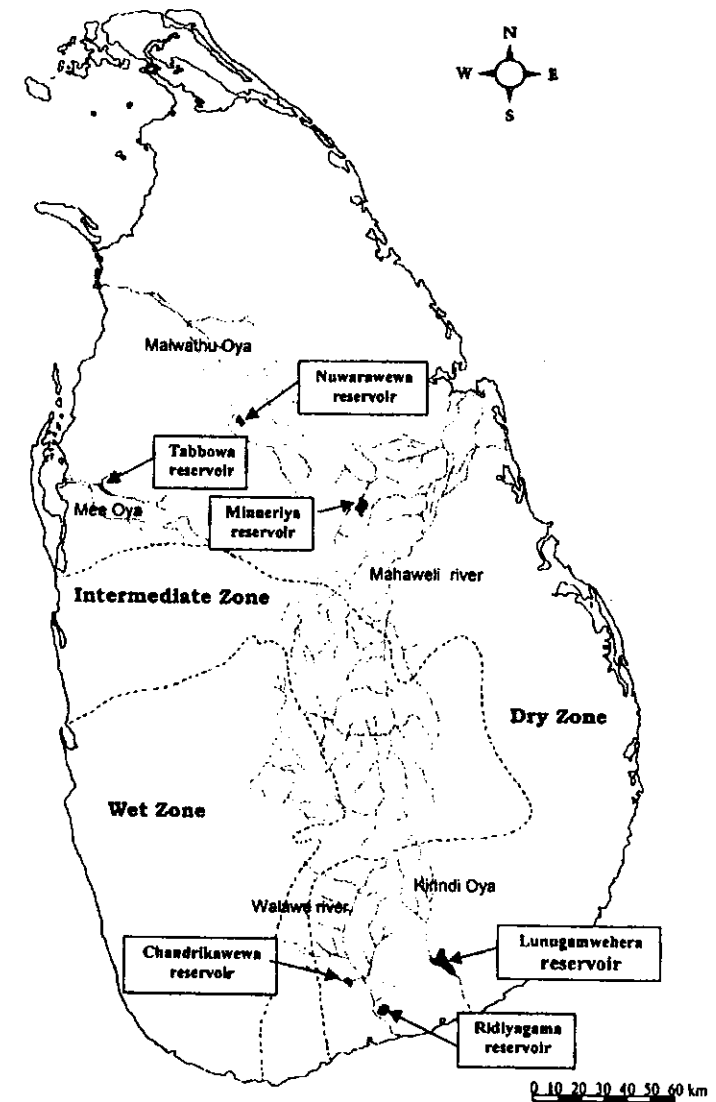 N
W E
S
Malwathu-Oya
Nuwarawewa
reservoir
Tabbowa
reservoir
Mee Oya
Minneriya
reservoir
Mahaweli river
Intermediate Zone
Dry Zone
Wet Zone
Kirindi Oya
Walawe river
Chandrikawewa
reservoir
Lunugamwehera
reservoir
Ridiyagama
reservoir
0 10 20 30 40 50 60 km